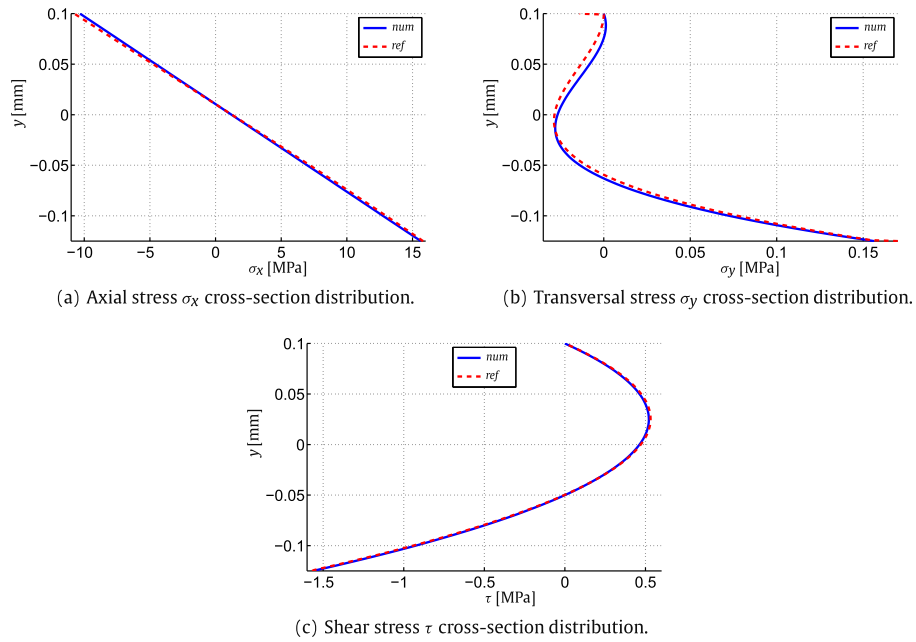 0.1
0.05
0
−0.05
−0.1
y [mm]
num
ref
−10
−5
0
5
10
15
σx [MPa]
(a) Axial stress σx cross-section distribution.
0.1
0.05
0
−0.05
−0.1
y [mm]
num
ref
0
0.05
0.1
0.15
σy [MPa]
(b) Transversal stress σy cross-section distribution.
0.1
0.05
0
−0.05
−0.1
y [mm]
num
ref
−1.5
−1
−0.5
0
0.5
τ [MPa]
(c) Shear stress τ cross-section distribution.